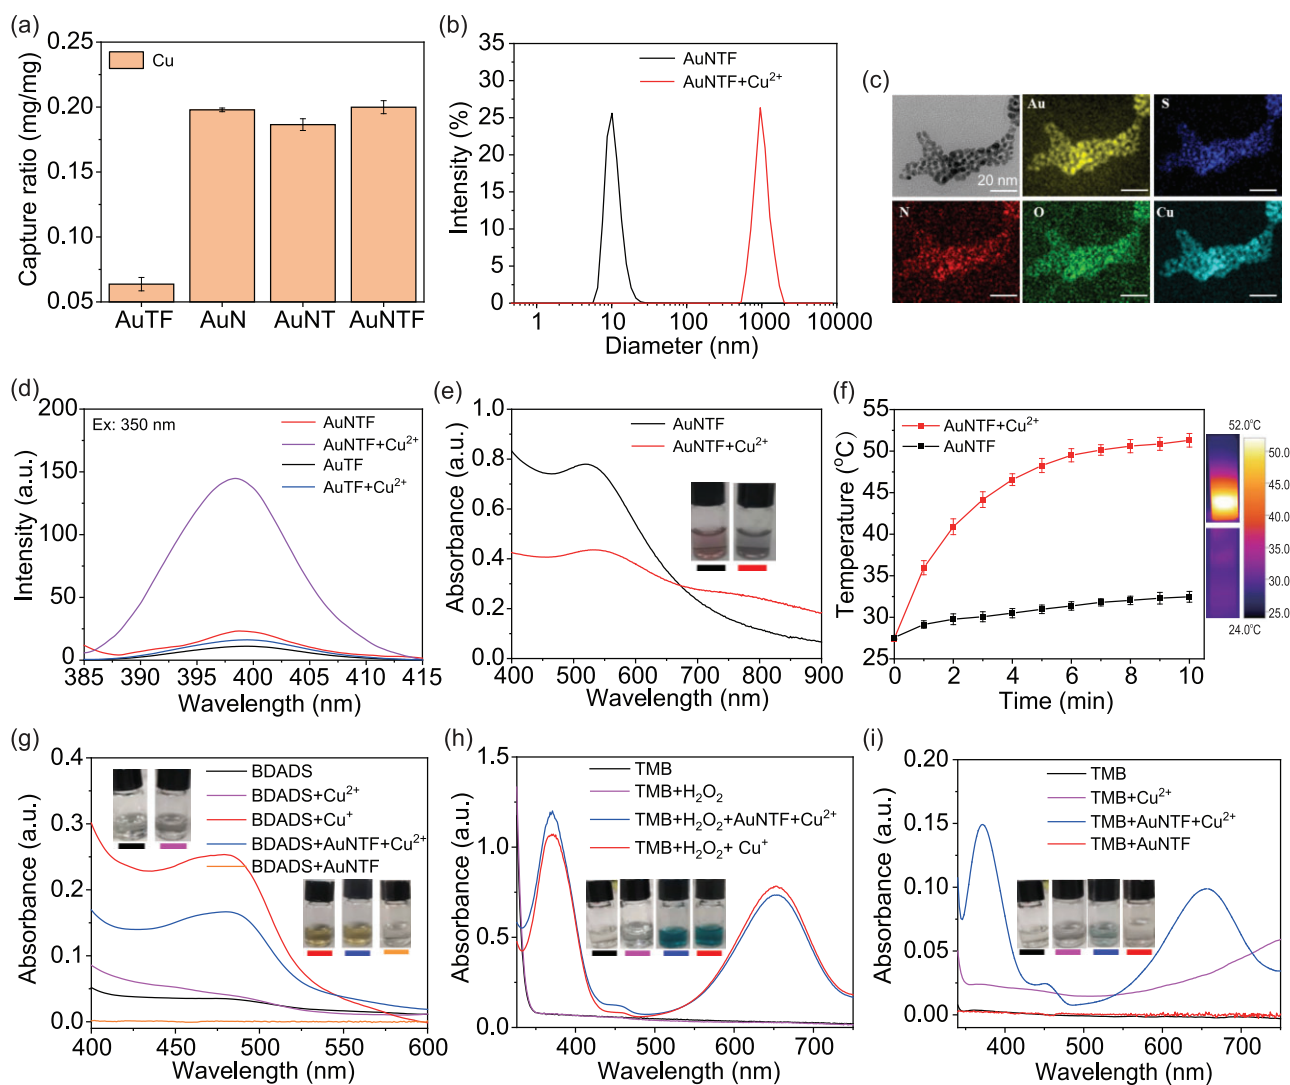 (a)
0.25
0.20
0.15
0.10
0.05
Capture ratio (mg/mg)
Cu
AuTF
AuN
AuNT
AuNTF
(b)
35
30
25
20
15
10
5
0
Intensity (%)
AuNTF
AuNTF+Cu²⁺
1
10
100
1000
10000
Diameter (nm)
(c)
20 nm
Au
S
N
O
Cu
(d)
200
150
100
50
0
Intensity (a.u.)
Ex: 350 nm
AuNTF
AuNTF+Cu²⁺
AuTF
AuTF+Cu²⁺
385
390
395
400
405
410
415
Wavelength (nm)
(e)
1.0
0.8
0.6
0.4
0.2
0.0
Absorbance (a.u.)
AuNTF
AuNTF+Cu²⁺
400
500
600
700
800
900
Wavelength (nm)
(f)
55
50
45
40
35
30
25
Temperature (°C)
AuNTF+Cu²⁺
AuNTF
0
2
4
6
8
10
Time (min)
52.0°C
50.0
45.0
40.0
35.0
30.0
25.0
24.0°C
(g)
0.4
0.3
0.2
0.1
0.0
Absorbance (a.u.)
BDADS
BDADS+Cu²⁺
BDADS+Cu⁺
BDADS+AuNTF+Cu²⁺
BDADS+AuNTF
400
450
500
550
600
Wavelength (nm)
(h)
1.5
1.0
0.5
0.0
Absorbance (a.u.)
TMB
TMB+H₂O₂
TMB+H₂O₂+AuNTF+Cu²⁺
TMB+H₂O₂+ Cu⁺
400
500
600
700
Wavelength (nm)
(i)
0.20
0.15
0.10
0.05
0.00
Absorbance (a.u.)
TMB
TMB+Cu²⁺
TMB+AuNTF+Cu²⁺
TMB+AuNTF
400
500
600
700
Wavelength (nm)